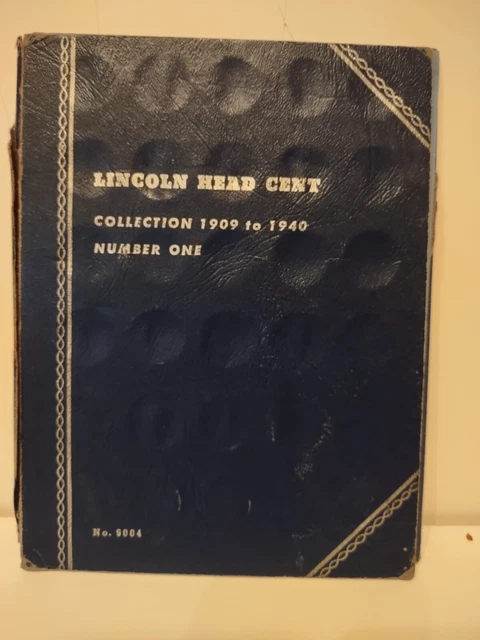 LINCOLN HEAD CENT
COLLECTION 1909 to 1940
NUMBER ONE
No. 9004